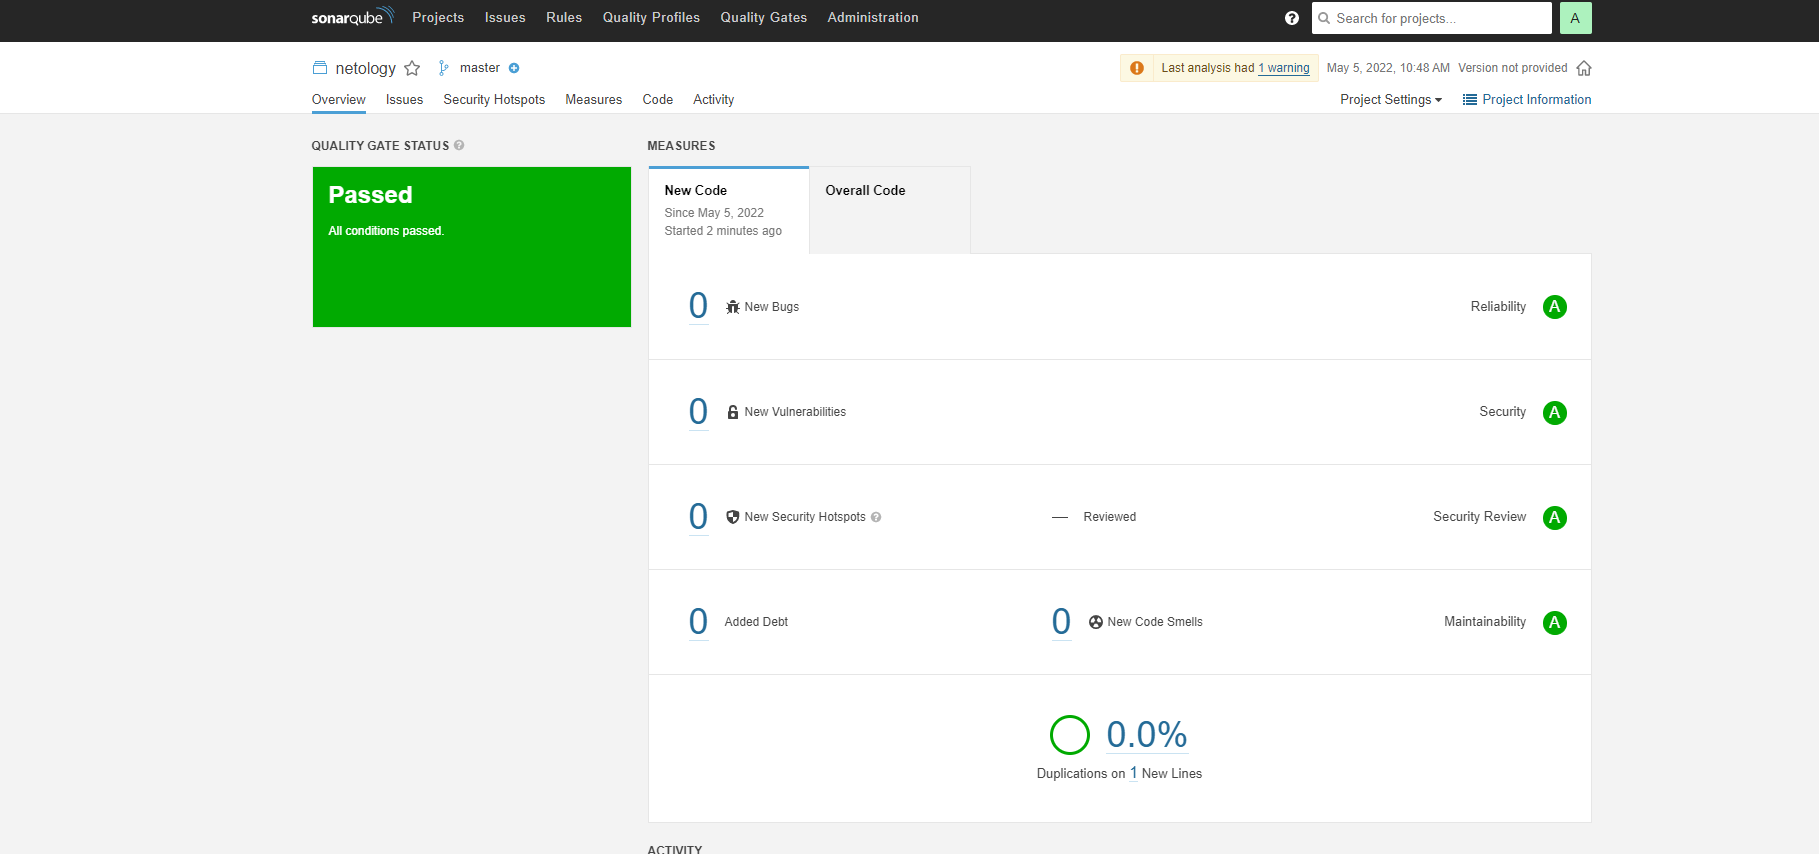 sonarqube Projects Issues Rules Quality Profiles Quality Gates Administration ? Search for projects... A
netology master Last analysis had 1 warning May 5, 2022, 10:48 AM Version not provided
Overview Issues Security Hotspots Measures Code Activity Project Settings Project Information
QUALITY GATE STATUS ?
Passed
All conditions passed.
MEASURES
New Code
Since May 5, 2022
Started 2 minutes ago
Overall Code
0 New Bugs Reliability A
0 New Vulnerabilities Security A
0 New Security Hotspots ? — Reviewed Security Review A
0 Added Debt 0 New Code Smells Maintainability A
0.0%
Duplications on 1 New Lines
ACTIVITY